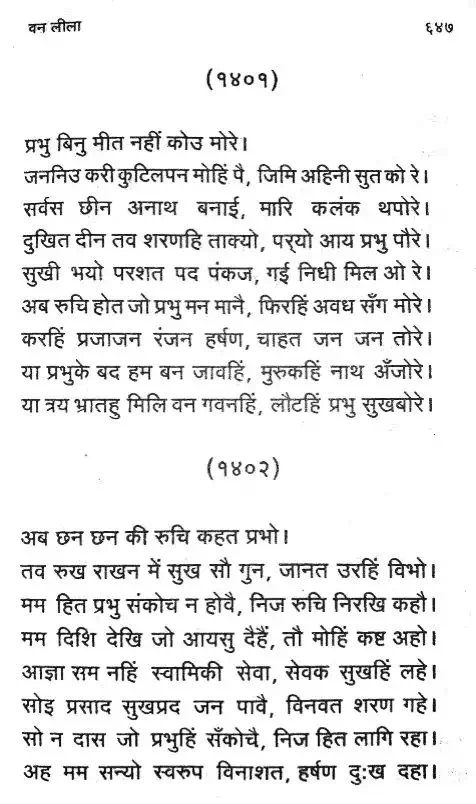 वन लीला
६४७
(१४०१)
प्रभु बिनु मीत नहीं कोउ मोरे।
जननिउ करी कुटिलपन मोहिं पै, जिमि अहिनी सुत को रे।
सर्वस छीन अनाथ बनाई, मारि कलंक थपोरे।
दुखित दीन तव शरणहि ताक्यो, पर्‌यो आय प्रभु पौरे।
सुखी भयो परशत पद पंकज, गई निधी मिल ओ रे।
अब रुचि होत जो प्रभु मन मानै, फिरहिं अवध सँग मोरे।
करहिं प्रजाजन रंजन हर्षण, चाहत जन जन तोरे।
या प्रभुके बद हम बन जावहिं, मुरुकहिं नाथ अँजोरे।
या त्रय भ्रातहु मिलि वन गवनहिं, लौटहिं प्रभु सुखबोरे।
(१४०२)
अब छन छन की रुचि कहत प्रभो।
तव रुख राखन में सुख सौ गुन, जानत उरहिं विभो।
मम हित प्रभु संकोच न होवै, निज रुचि निरखि कहौ।
मम दिशि देखि जो आयसु दैहैं, तौ मोहिं कष्ट अहो।
आज्ञा सम नहिं स्वामिकी सेवा, सेवक सुखहिं लहे।
सोइ प्रसाद सुखप्रद जन पावै, विनवत शरण गहे।
सो न दास जो प्रभुहिं सँकोचै, निज हित लागि रहा।
अह मम सन्यो स्वरुप विनाशत, हर्षण दुःख दहा।